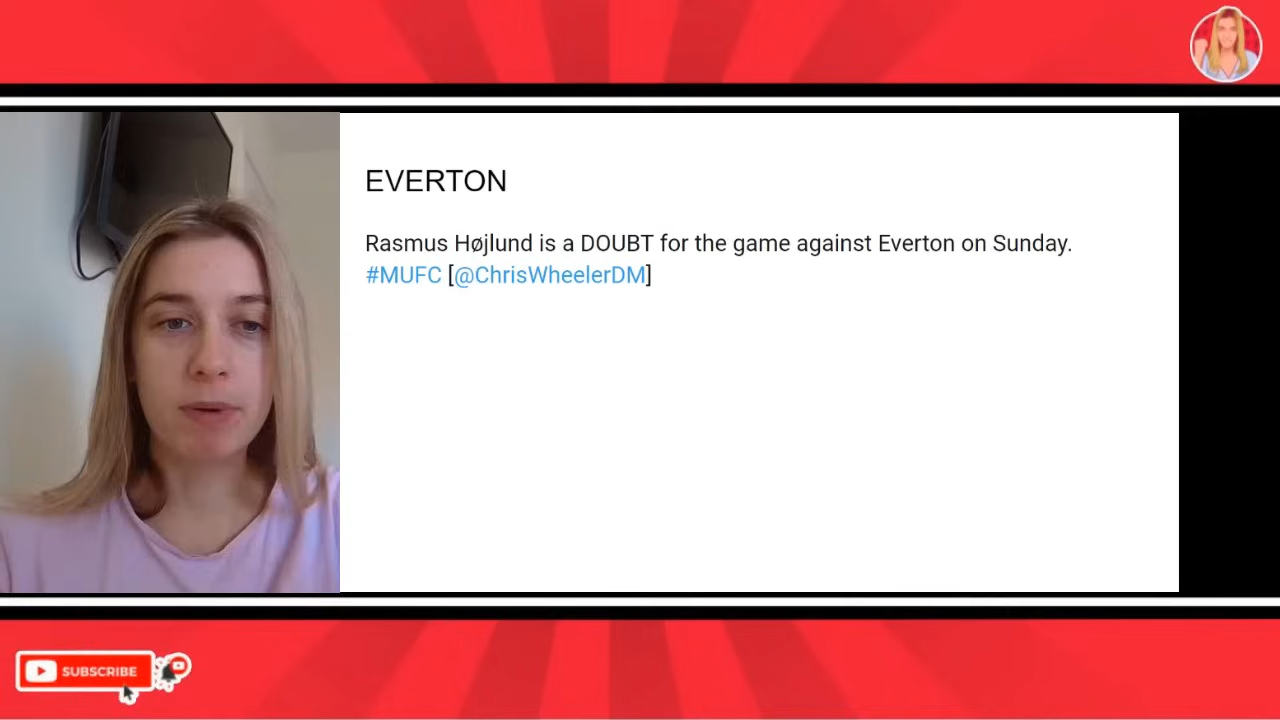 EVERTON
Rasmus Højlund is a DOUBT for the game against Everton on Sunday.
#MUFC [@ChrisWheelerDM]
SUBSCRIBE